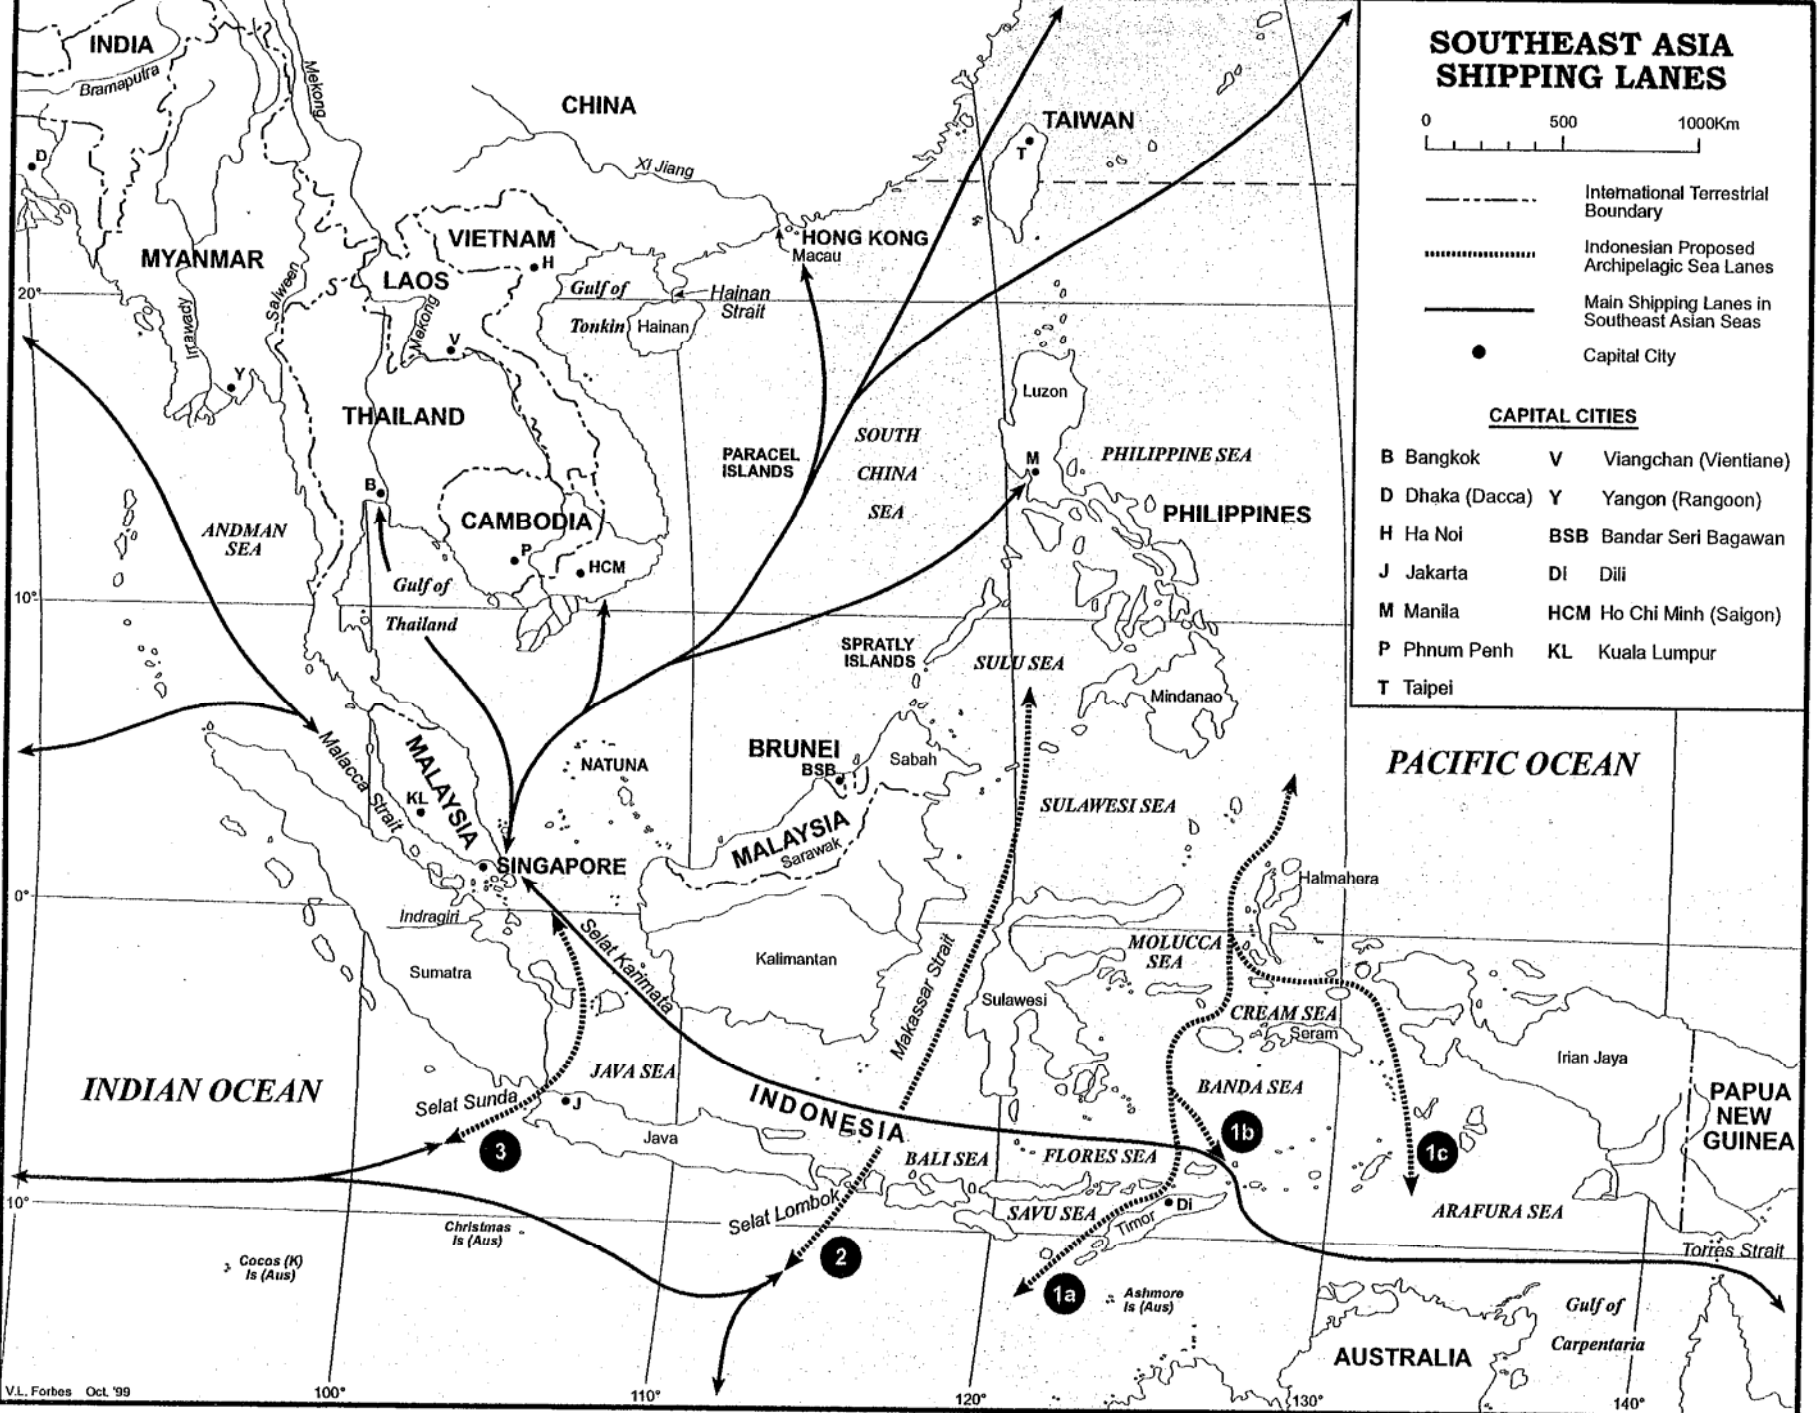 SOUTHEAST ASIA
SHIPPING LANES
0 500 1000Km
International Terrestrial
Boundary
Indonesian Proposed
Archipelagic Sea Lanes
Main Shipping Lanes in
Southeast Asian Seas
Capital City
CAPITAL CITIES
B Bangkok V Viangchan (Vientiane)
D Dhaka (Dacca) Y Yangon (Rangoon)
H Ha Noi BSB Bandar Seri Bagawan
J Jakarta DI Dili
M Manila HCM Ho Chi Minh (Saigon)
P Phnum Penh KL Kuala Lumpur
T Taipei
INDIA
Bramaputra
Mekong
CHINA
TAIWAN
T
D
XI Jiang
MYANMAR
VIETNAM
H
HONG KONG
Macau
LAOS
Salween
Irrawady
Mekong
V
Gulf of
Tonkin
Hainan
Hainan
Strait
20°
Y
THAILAND
Luzon
SOUTH
CHINA
SEA
PARACEL
ISLANDS
M
PHILIPPINE SEA
PHILIPPINES
B
CAMBODIA
P
HCM
ANDMAN
SEA
Gulf of
Thailand
10°
SPRATLY
ISLANDS
SULU SEA
Mindanao
MALAYSIA
KL
Malacca Strait
NATUNA
BRUNEI
BSB
Sabah
SULAWESI SEA
PACIFIC OCEAN
MALAYSIA
Sarawak
SINGAPORE
Halmahera
0°
Indragiri
Selat Karimata
Sumatra
Kalimantan
Makassar Strait
MOLUCCA
SEA
Sulawesi
CREAM SEA
Seram
Irian Jaya
INDIAN OCEAN
JAVA SEA
BANDA SEA
PAPUA
NEW
GUINEA
Selat Sunda
J
INDONESIA
Java
3
1b
1c
BALI SEA
FLORES SEA
10°
Selat Lombok
SAVU SEA
Timor
Di
ARAFURA SEA
Christmas
Is (Aus)
Cocos (K)
Is (Aus)
2
1a
Ashmore
Is (Aus)
Torres Strait
Gulf of
Carpentaria
AUSTRALIA
V.L. Forbes Oct. '99
100° 110° 120° 130° 140°